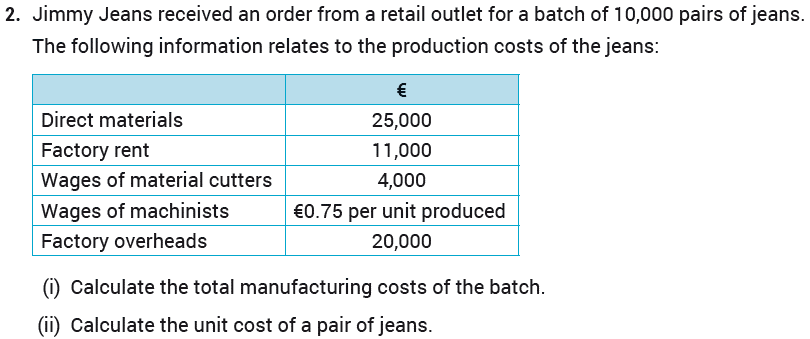 2. Jimmy Jeans received an order from a retail outlet for a batch of 10,000 pairs of jeans.
The following information relates to the production costs of the jeans:
€
Direct materials 25,000
Factory rent 11,000
Wages of material cutters 4,000
Wages of machinists €0.75 per unit produced
Factory overheads 20,000
(i) Calculate the total manufacturing costs of the batch.
(ii) Calculate the unit cost of a pair of jeans.